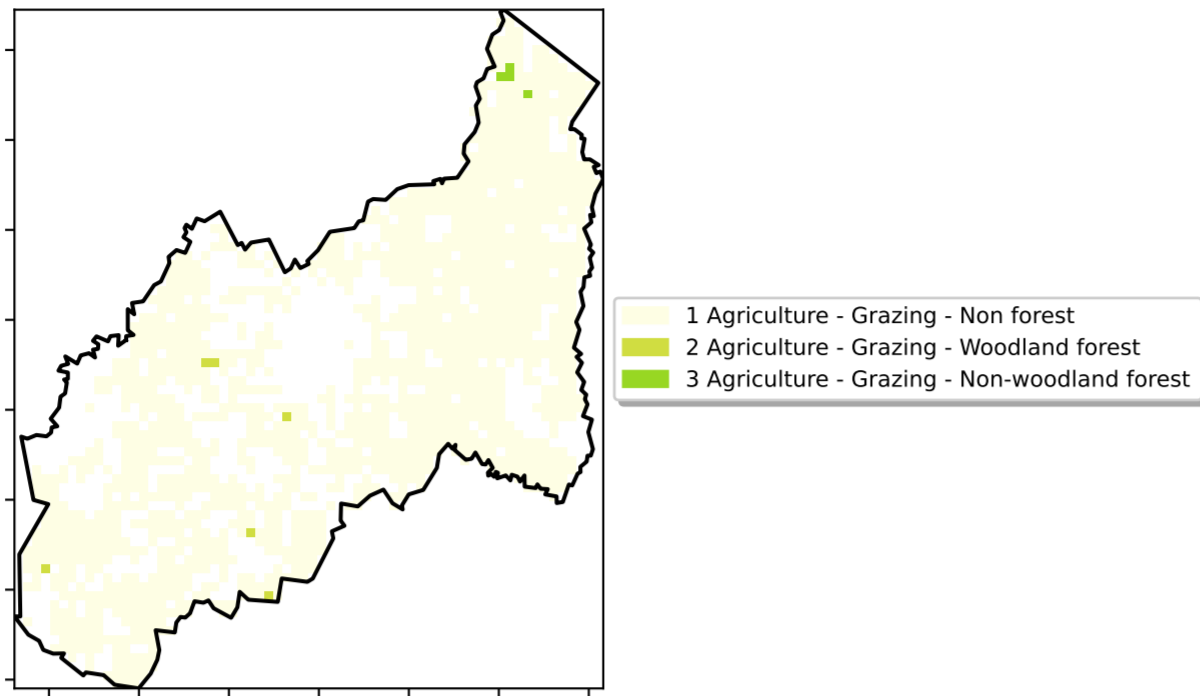 1 Agriculture - Grazing - Non forest
2 Agriculture - Grazing - Woodland forest
3 Agriculture - Grazing - Non-woodland forest